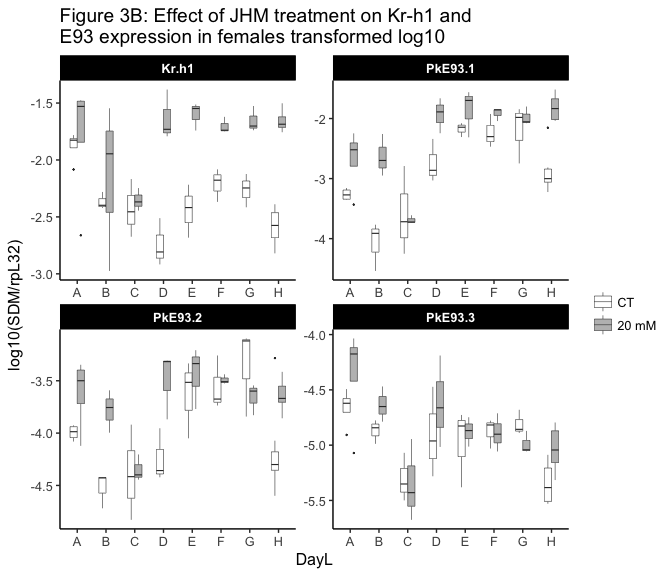 Figure 3B: Effect of JHM treatment on Kr-h1 and
E93 expression in females transformed log10
Kr.h1
PkE93.1
-1.5
-2.0
-2.5
-3.0
-2
-3
-4
A B C D E F G H
A B C D E F G H
PkE93.2
PkE93.3
-3.5
-4.0
-4.5
-4.0
-4.5
-5.0
-5.5
A B C D E F G H
A B C D E F G H
log10(SDM/rpL32)
DayL
CT
20 mM